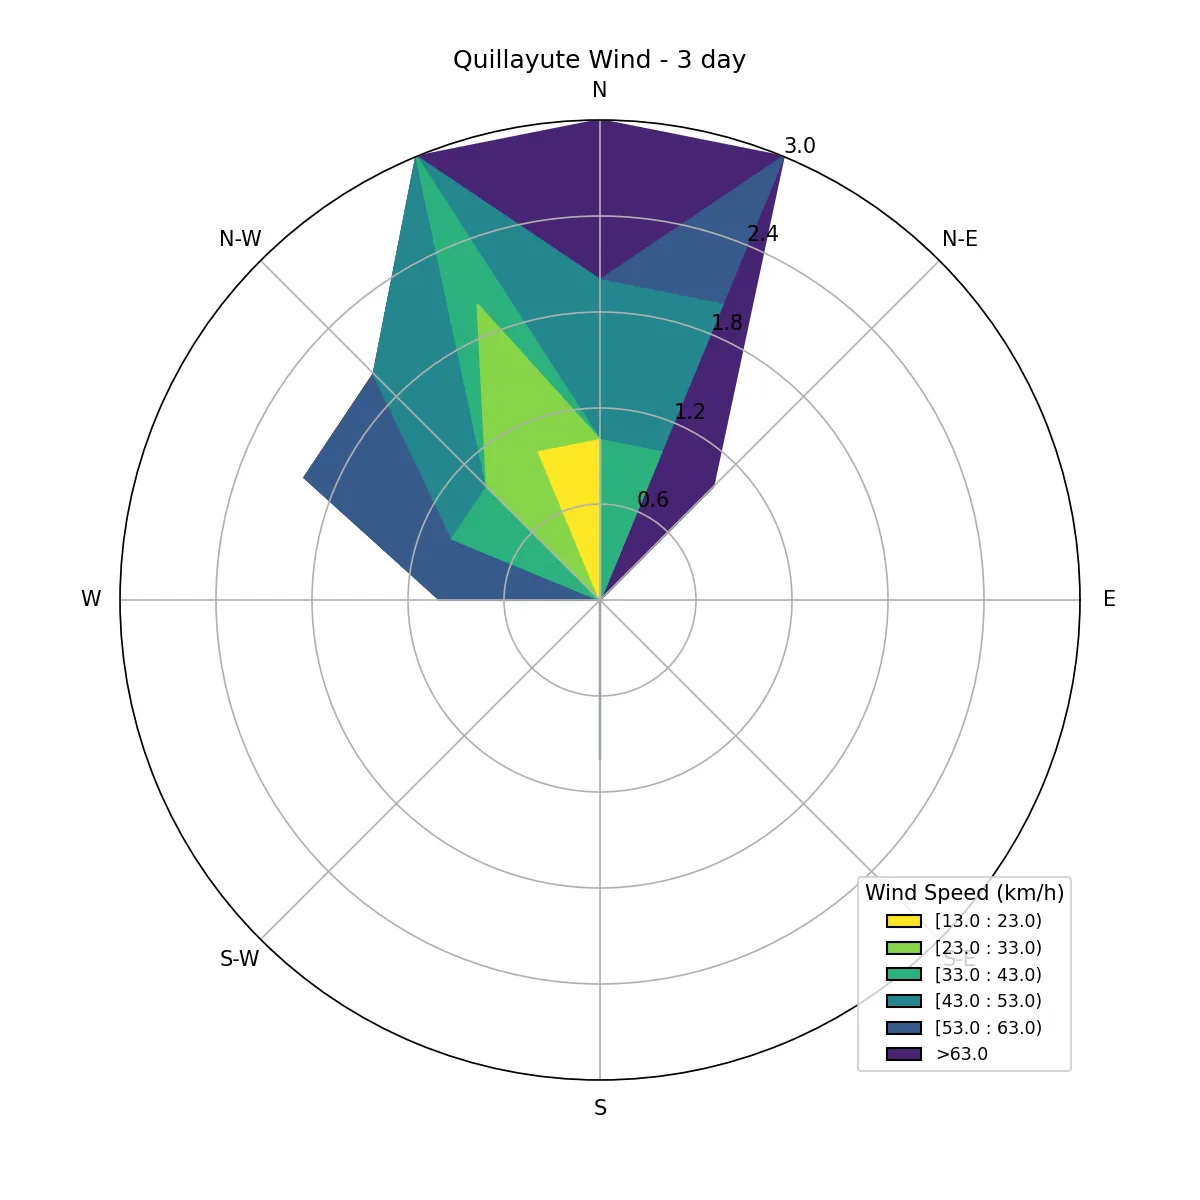 Quillayute Wind - 3 day
N
3.0
N-W
2.4
N-E
1.8
1.2
0.6
W
E
Wind Speed (km/h)
[13.0 : 23.0)
[23.0 : 33.0)
S-W
S-E
[33.0 : 43.0)
[43.0 : 53.0)
[53.0 : 63.0)
>63.0
S